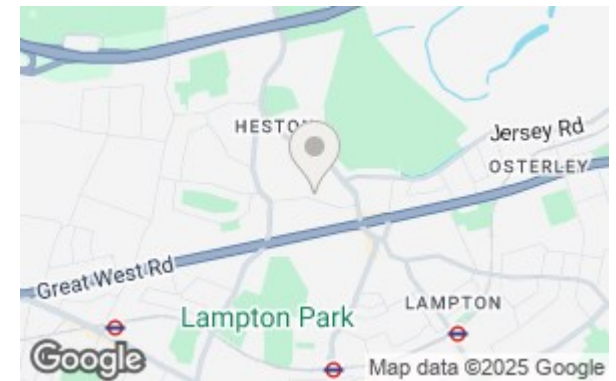 HESTON
Jersey Rd
OSTERLEY
Great West Rd
Lampton Park
LAMPTON
Google
Map data ©2025 Google